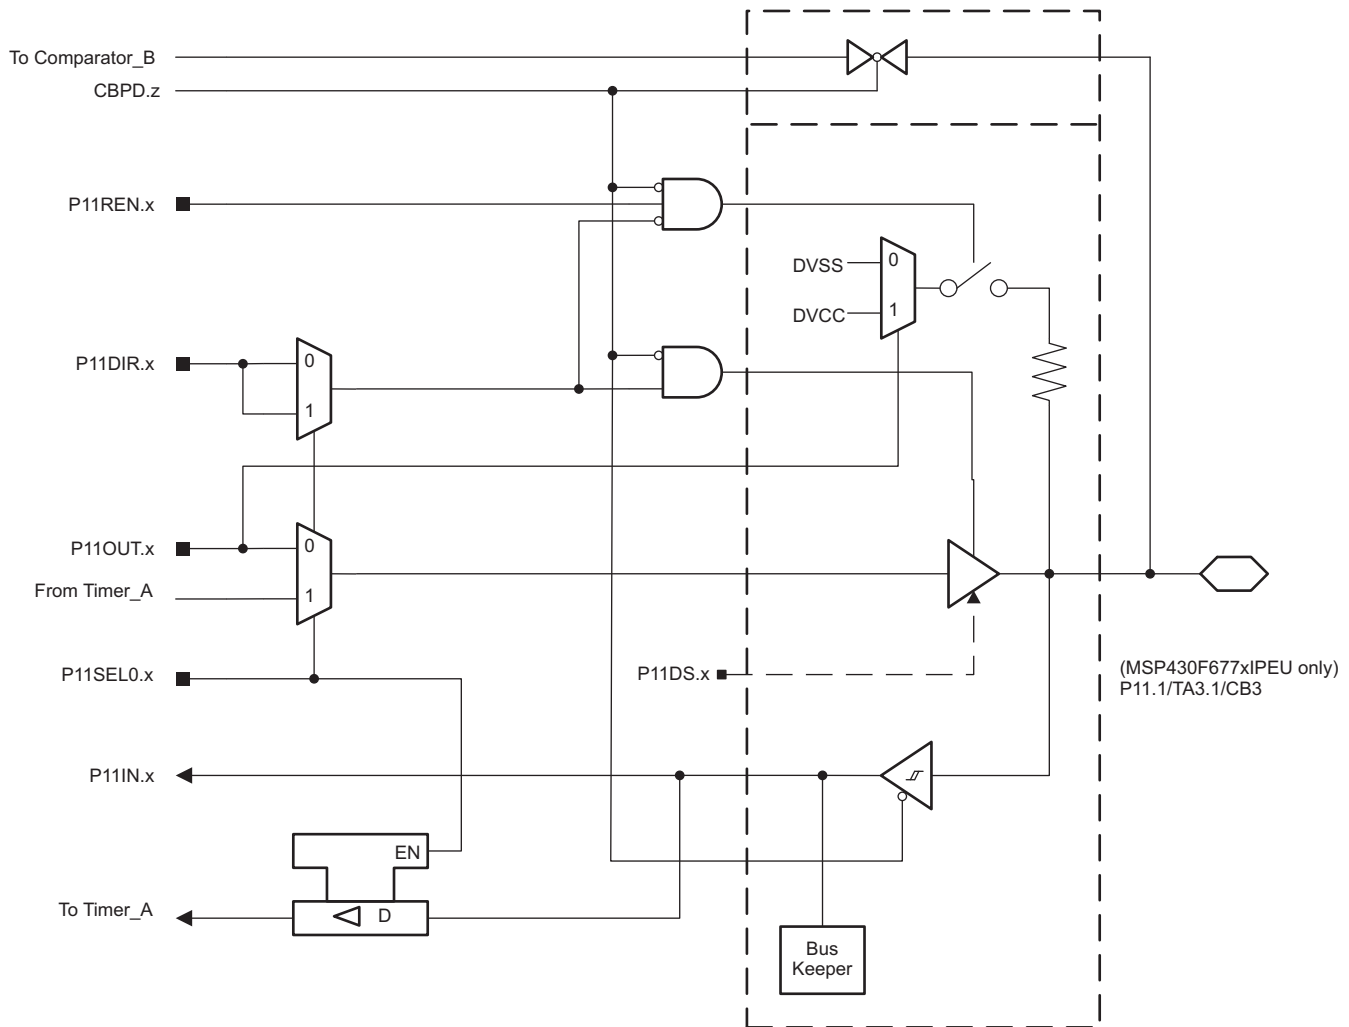 To Comparator_B
CBPD.z
P11REN.x
DVSS
0
DVCC
1
P11DIR.x
0
1
P11OUT.x
0
From Timer_A
1
P11SEL0.x
P11DS.x
(MSP430F677xIPEU only)
P11.1/TA3.1/CB3
P11IN.x
EN
To Timer_A
D
Bus
Keeper